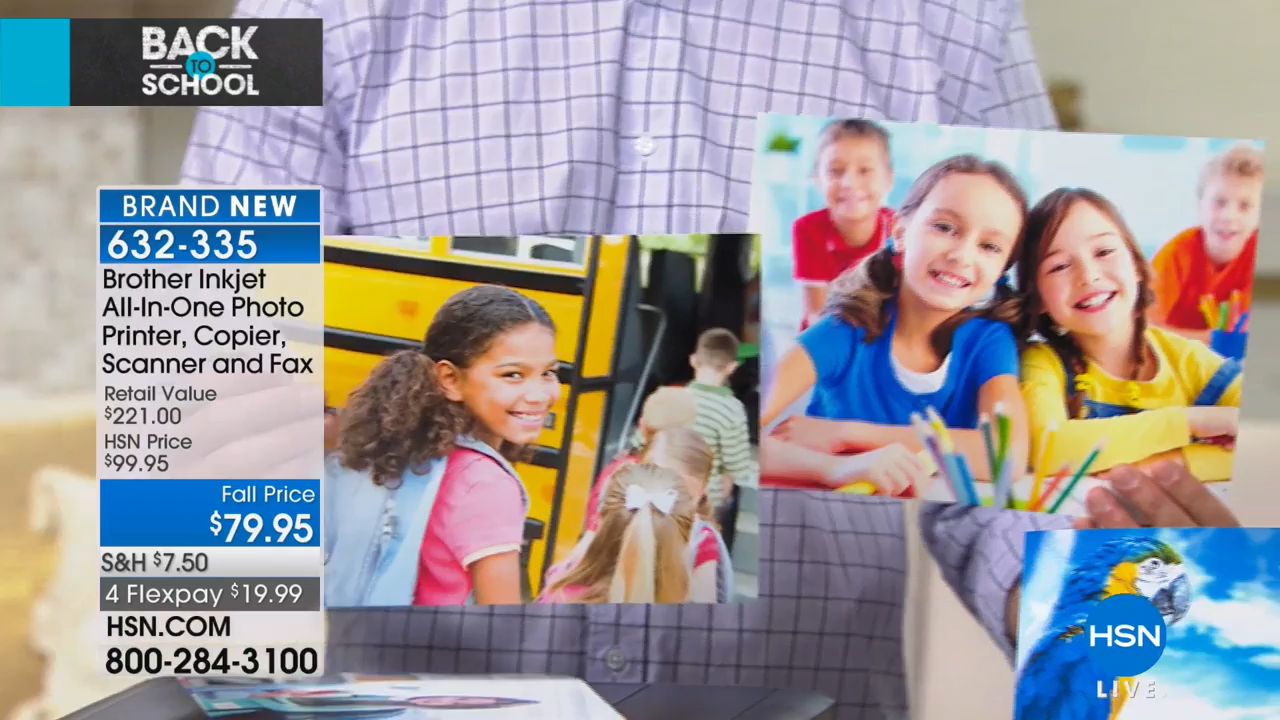 BACK
TO
SCHOOL
BRAND NEW
632-335
Brother Inkjet
All-In-One Photo
Printer, Copier,
Scanner and Fax
Retail Value
$221.00
HSN Price
$99.95
Fall Price
$79.95
S&H $7.50
4 Flexpay $19.99
HSN.COM
800-284-3100
HSN
LIVE